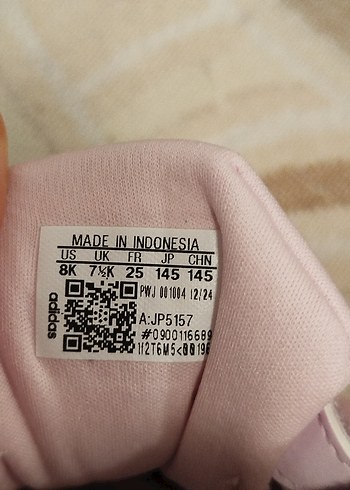 MADE IN INDONESIA
US UK FR JP CHN
8K 7½K 25 145 145
PWJ 001004 12/24
adidas
A:JP5157
#0900116689